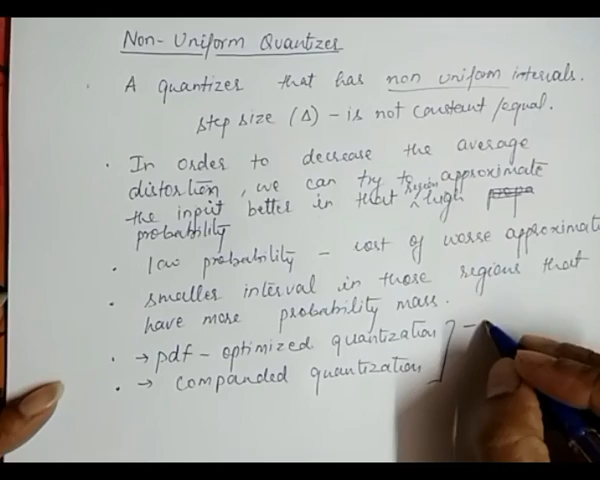 Non-Uniform Quantizer
A quantizer that has non uniform intervals.
step size (Δ) - is not constant/equal.
· In order to decrease the average
distortion, we can try to approximate
the input better in that region high
probability
· low probability - cost of worse approximat
· smaller interval in those regions that
have more probability mass.
· → pdf - optimized quantization
· → companded quantization